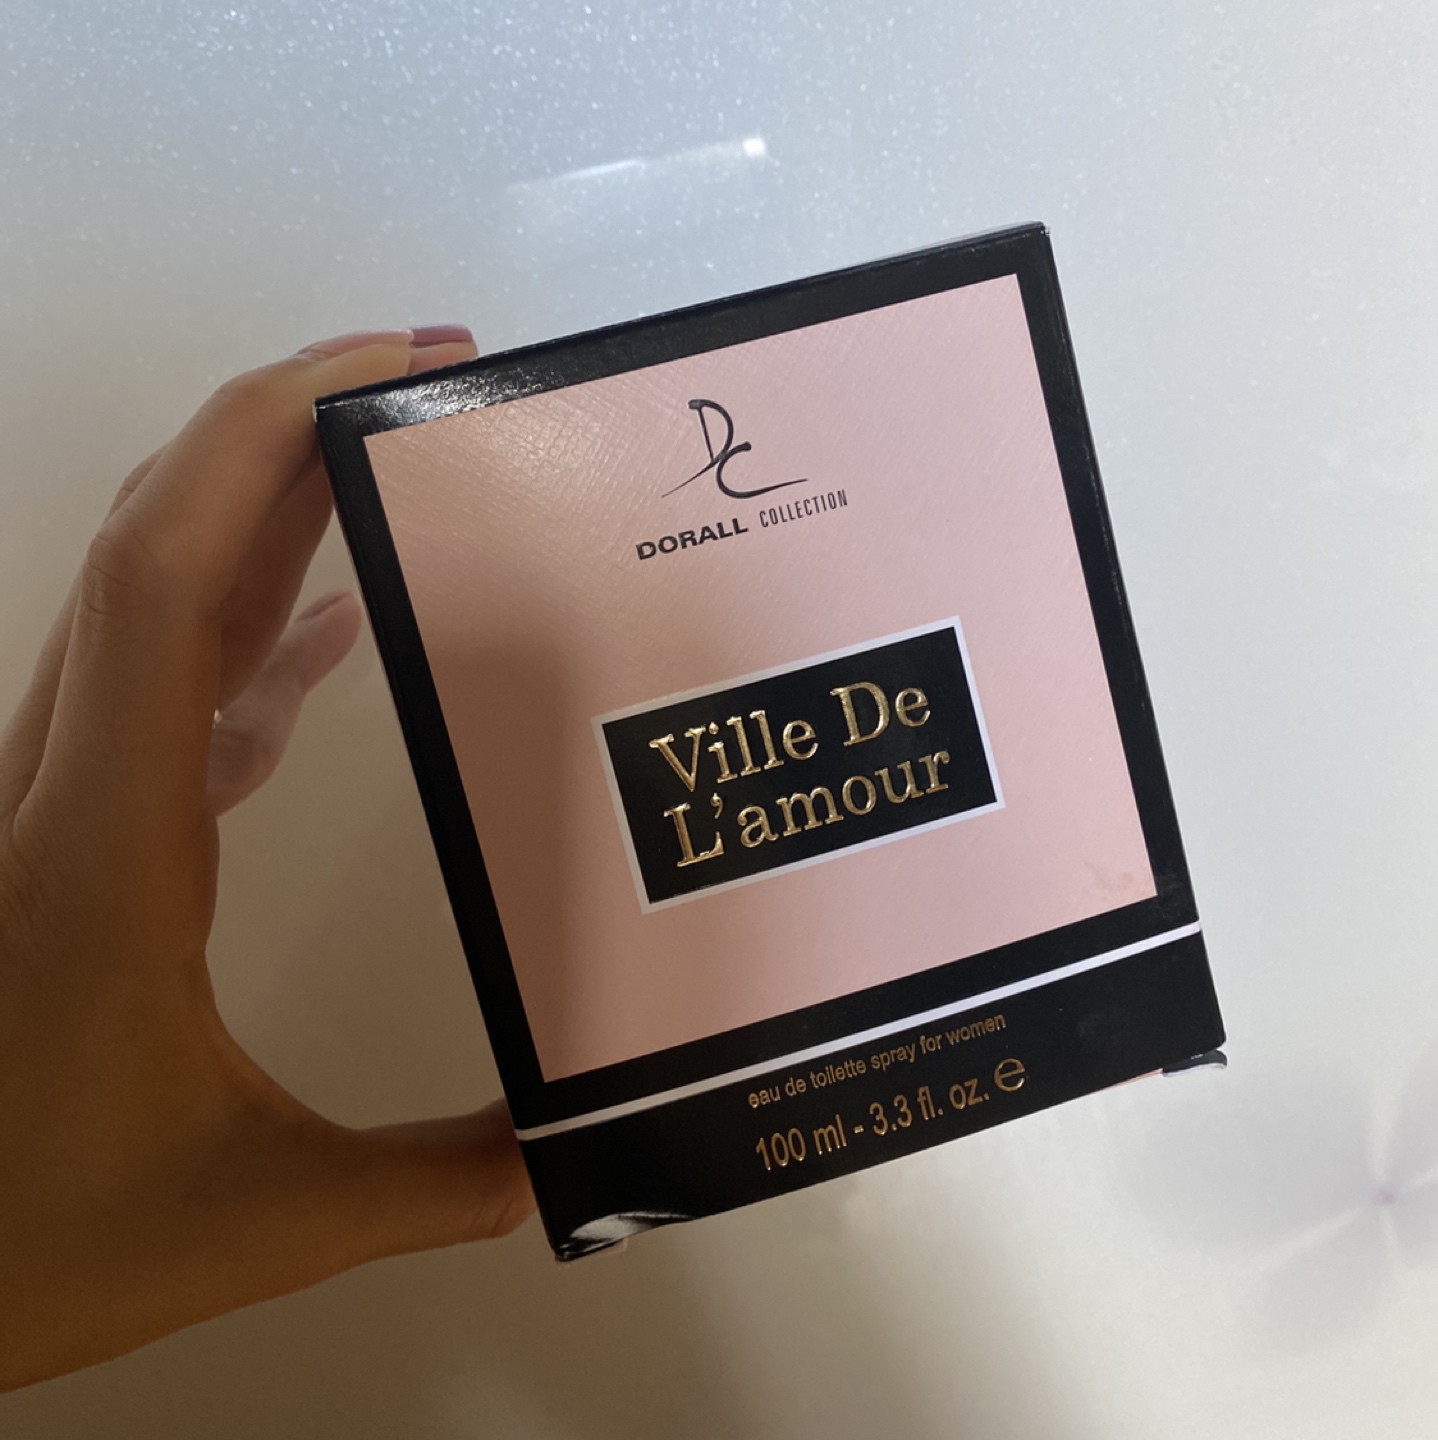 DC
DORALL COLLECTION
Ville De
L'amour
eau de toilette spray for women
100 ml - 3.3 fl. oz. ℮